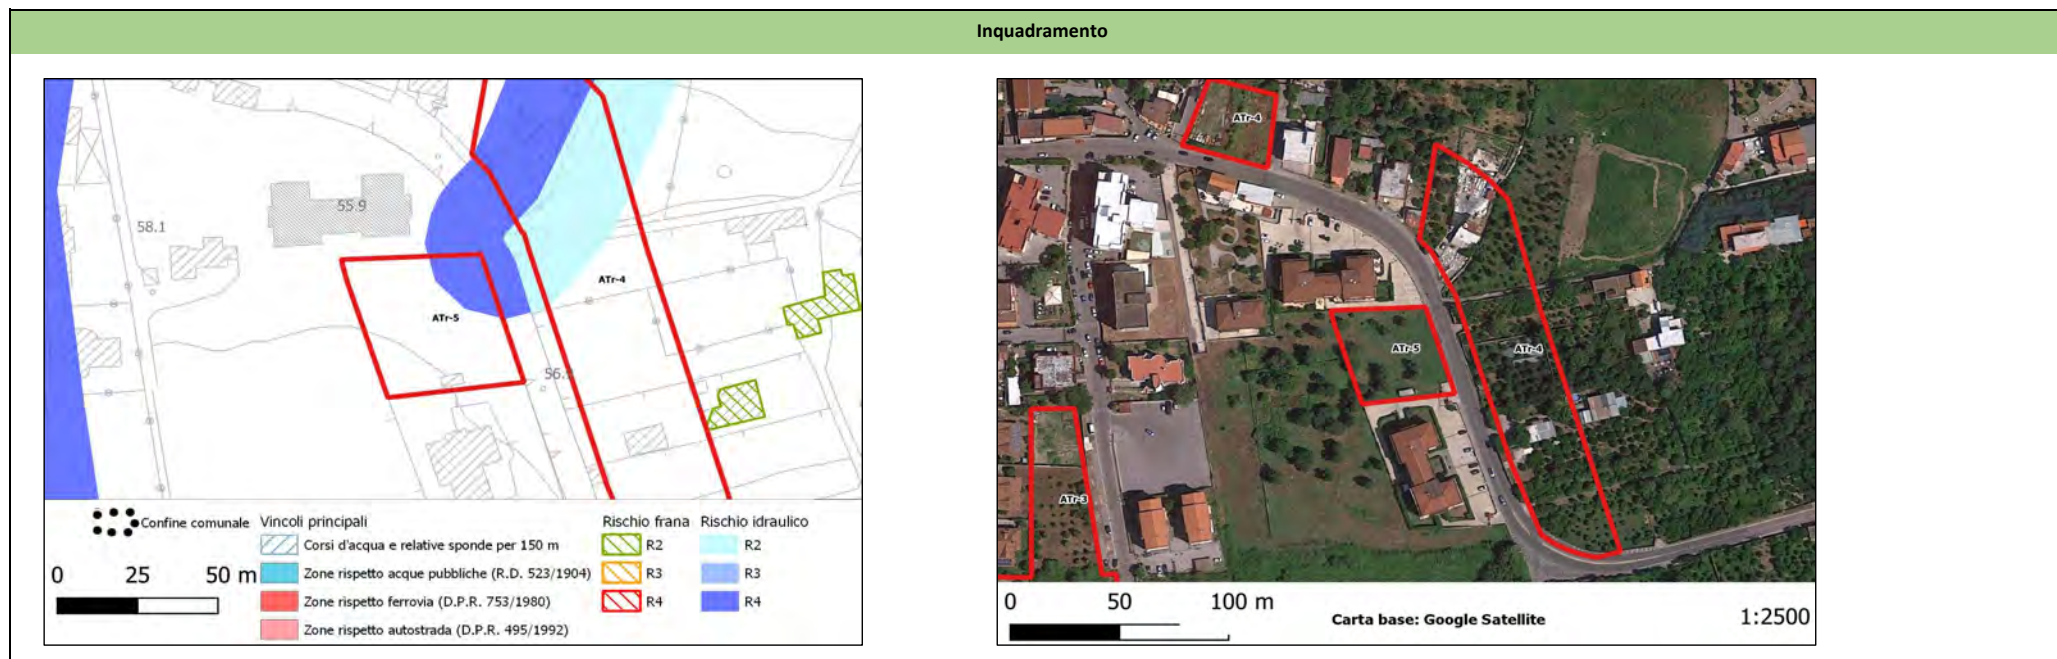 Inquadramento
58.1
55.9
ATr-4
ATr-5
Confine comunale
Vincoli principali
Corsi d'acqua e relative sponde per 150 m
Zone rispetto acque pubbliche (R.D. 523/1904)
Zone rispetto ferrovia (D.P.R. 753/1980)
Zone rispetto autostrada (D.P.R. 495/1992)
Rischio frana
R2
R3
R4
Rischio idraulico
R2
R3
R4
0 25 50 m
ATr-4
ATr-5
ATr-4
ATr-3
0 50 100 m
Carta base: Google Satellite
1:2500